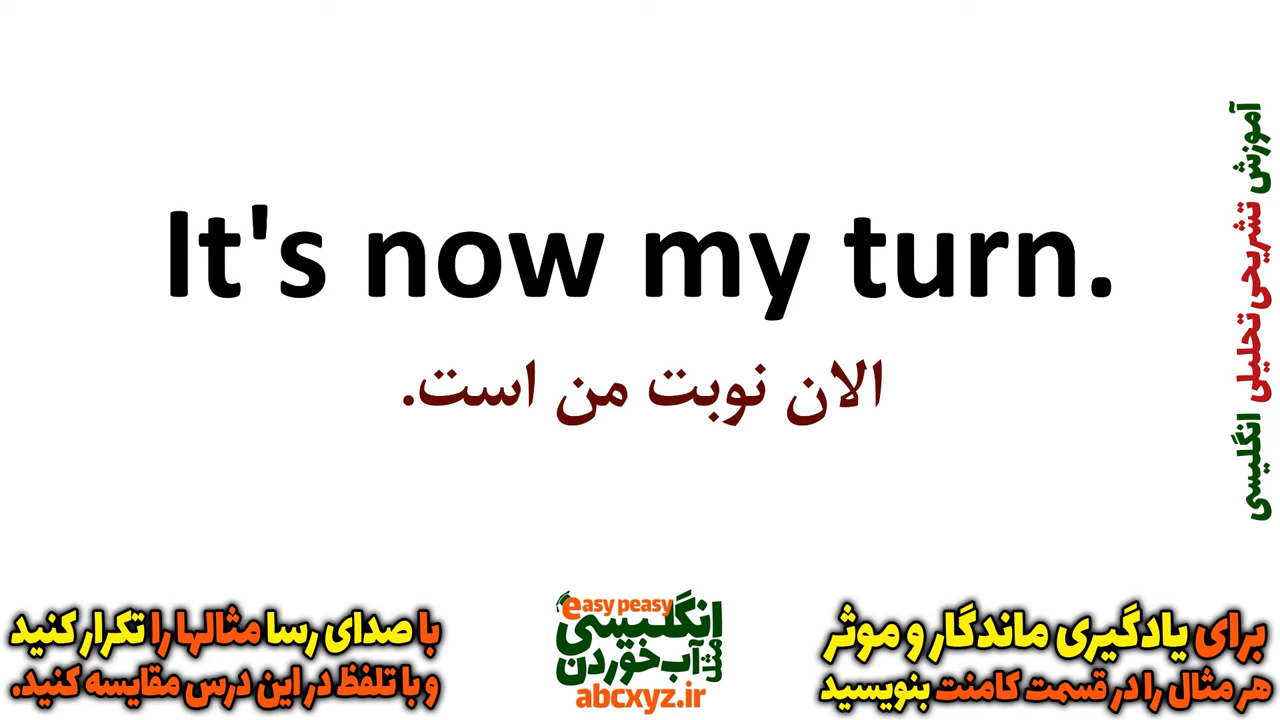 It's now my turn.
الان نوبت من است.
آموزش تشریحی تحلیلی انگلیسی
با صدای رسا مثالها را تکرار کنید
و با تلفظ در این درس مقایسه کنید.
easy peasy
انگلیسی
مثل آب خوردن
abcxyz.ir
برای یادگیری ماندگار و موثر
هر مثال را در قسمت کامنت بنویسید